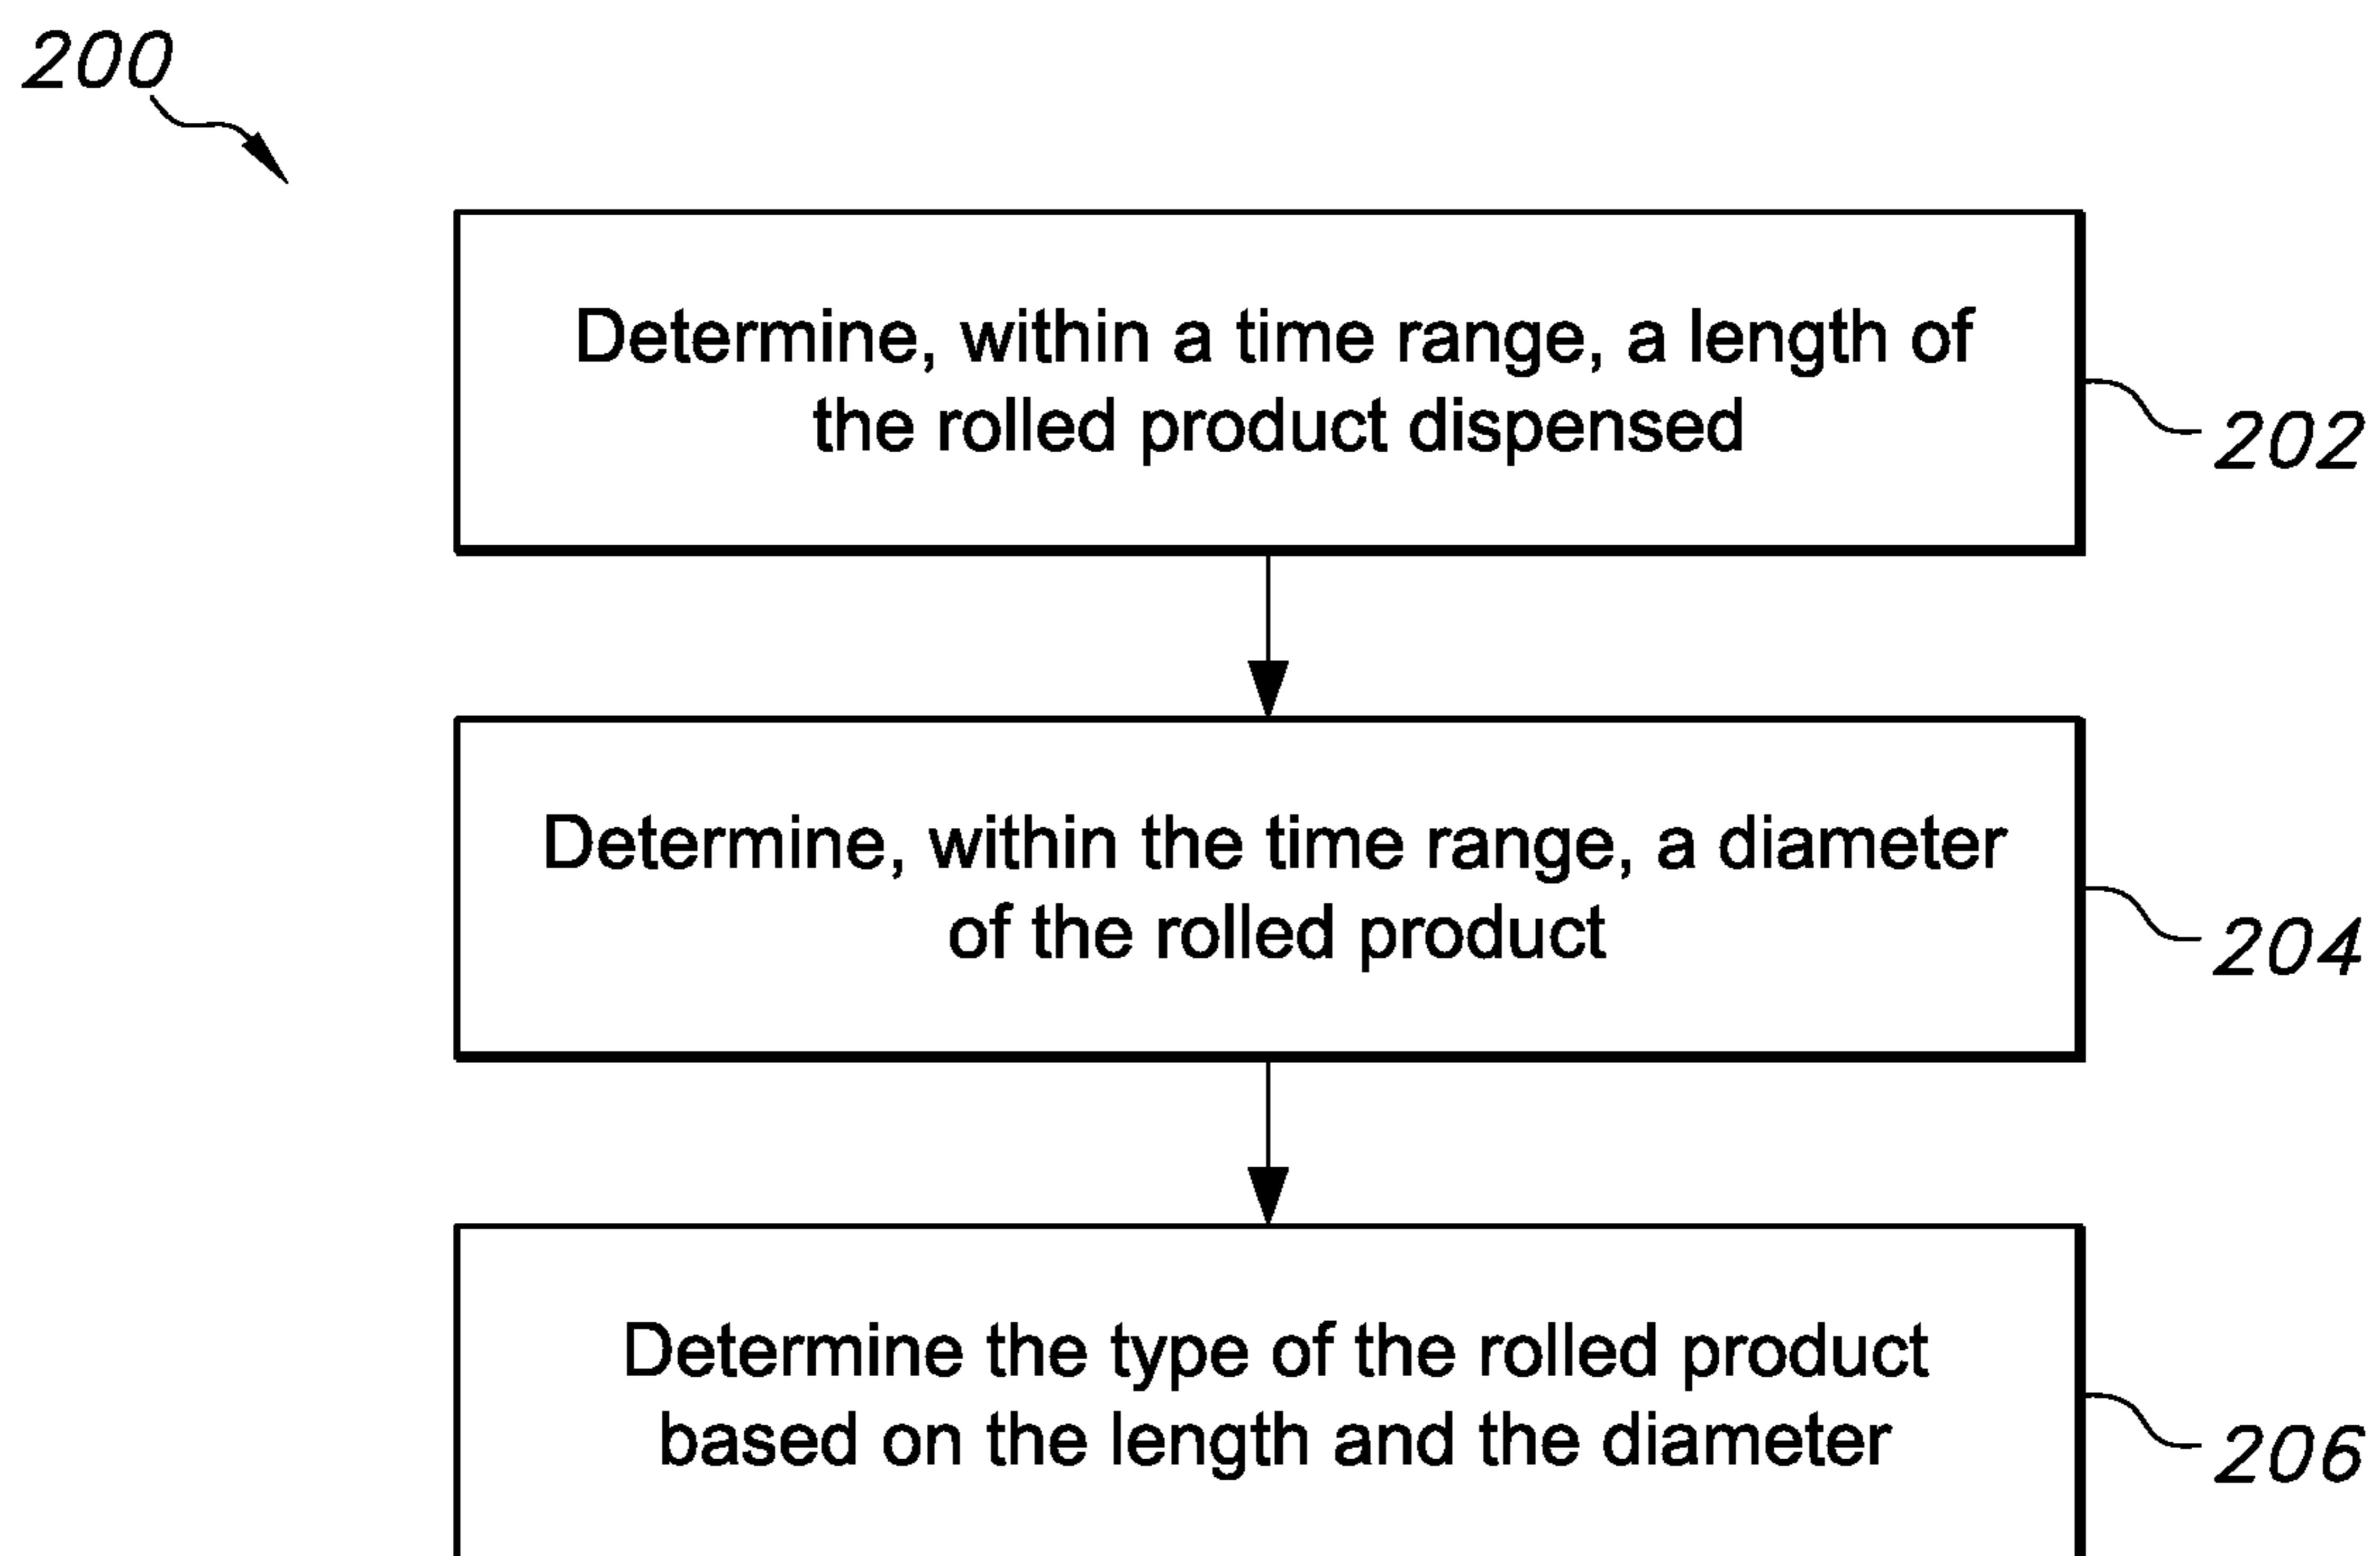 200
Determine, within a time range, a length of
the rolled product dispensed
202
Determine, within the time range, a diameter
of the rolled product
204
Determine the type of the rolled product
based on the length and the diameter
206